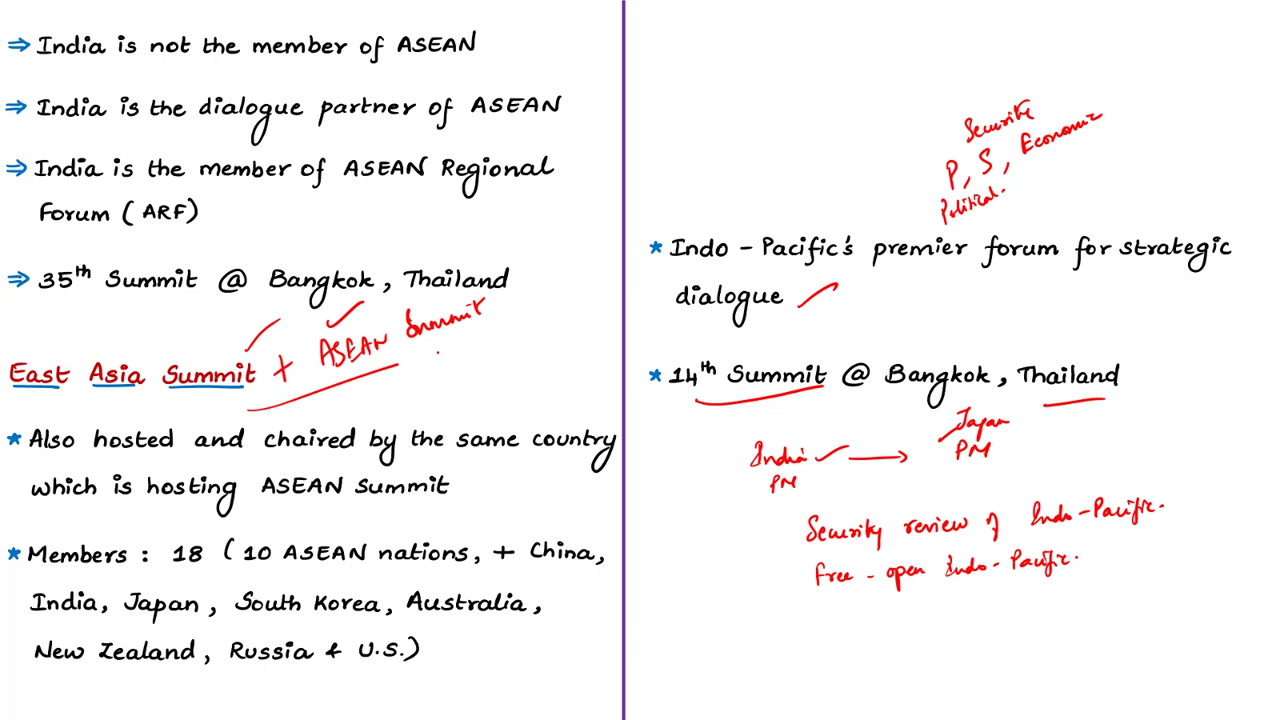 ⇒ India is not the member of ASEAN
⇒ India is the dialogue partner of ASEAN
⇒ India is the member of ASEAN Regional
Forum (ARF)
⇒ 35th Summit @ Bangkok, Thailand
East Asia Summit + ASEAN Summit
* Also hosted and chaired by the same country
which is hosting ASEAN Summit
* Members : 18 (10 ASEAN nations, + China,
India, Japan, South Korea, Australia,
New Zealand, Russia & U.S.)
Security
P, S, Economic
Political.
* Indo - Pacific's premier forum for strategic
dialogue
* 14th Summit @ Bangkok, Thailand
India → Japan
PM PM
Security review of Indo-Pacific.
Free - open Indo-Pacific.